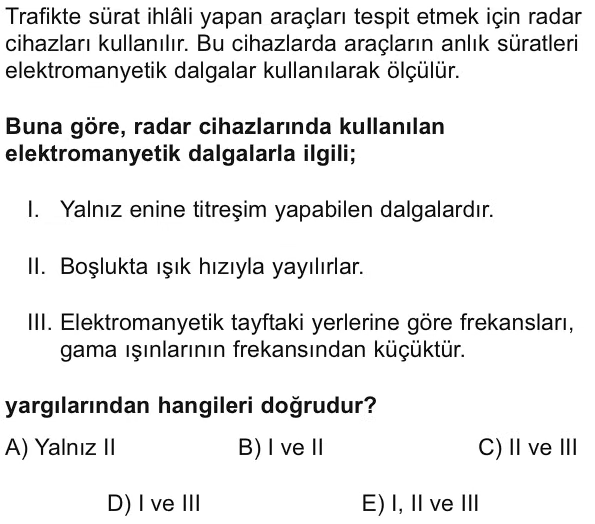 Trafikte sürat ihlâli yapan araçları tespit etmek için radar
cihazları kullanılır. Bu cihazlarda araçların anlık süratleri
elektromanyetik dalgalar kullanılarak ölçülür.
Buna göre, radar cihazlarında kullanılan
elektromanyetik dalgalarla ilgili;
I. Yalnız enine titreşim yapabilen dalgalardır.
II. Boşlukta ışık hızıyla yayılırlar.
III. Elektromanyetik tayftaki yerlerine göre frekansları,
gama ışınlarının frekansından küçüktür.
yargılarından hangileri doğrudur?
A) Yalnız II B) I ve II C) II ve III
D) I ve III E) I, II ve III